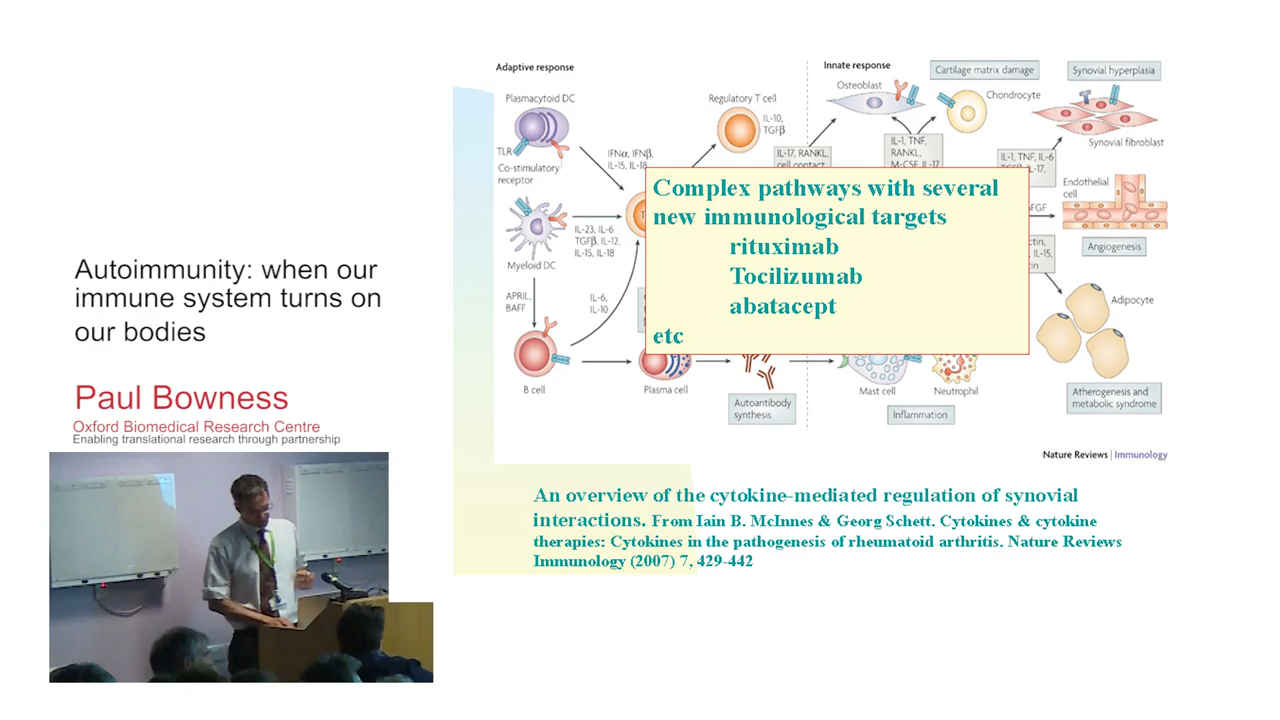 Autoimmunity: when our
immune system turns on
our bodies
Paul Bowness
Oxford Biomedical Research Centre
Enabling translational research through partnership
Adaptive response
Innate response
Cartilage matrix damage
Synovial hyperplasia
Plasmacytoid DC
Regulatory T cell
Osteoblast
Chondrocyte
IL-10,
TGFβ
TLR
Co-stimulatory
receptor
IFNα, IFNβ,
IL-15, IL-18
IL-17, RANKL,
cell contact
IL-1, TNF,
RANKL,
M-CSF, IL-17
IL-1, TNF, IL-6
IL-17,
Synovial fibroblast
Endothelial
cell
Complex pathways with several
new immunological targets
rituximab
Tocilizumab
abatacept
etc
IL-23, IL-6
TGFβ, IL-12,
IL-15, IL-18
Myeloid DC
FGF
Angiogenesis
IL-15,
APRIL,
BAFF
IL-6,
IL-10
Adipocyte
B cell
Plasma cell
Autoantibody
synthesis
Mast cell
Neutrophil
Inflammation
Atherogenesis and
metabolic syndrome
Nature Reviews | Immunology
An overview of the cytokine-mediated regulation of synovial
interactions. From Iain B. McInnes & Georg Schett. Cytokines & cytokine
therapies: Cytokines in the pathogenesis of rheumatoid arthritis. Nature Reviews
Immunology (2007) 7, 429-442